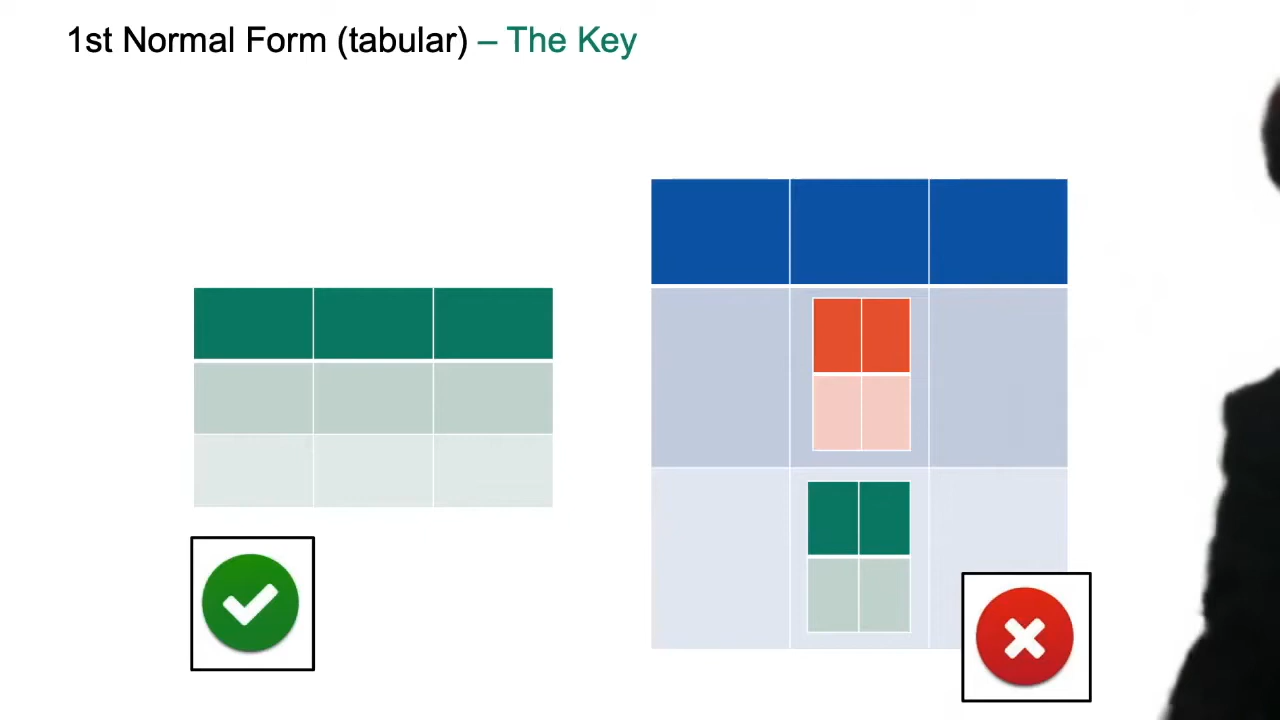 1st Normal Form (tabular) – The Key